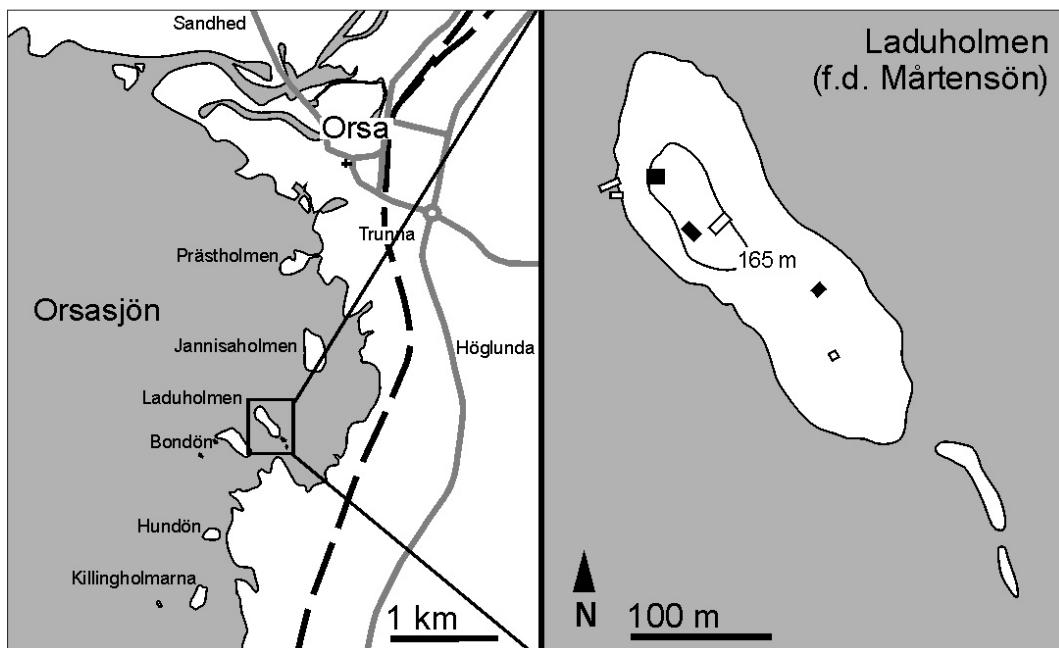 Sandhed
Orsa
Trunna
Prästholmen
Orsasjön
Jannisaholmen
Höglunda
Laduholmen
Bondön
Hundön
Killingholmarna
1 km
Laduholmen
(f.d. Mårtensön)
165 m
N
100 m